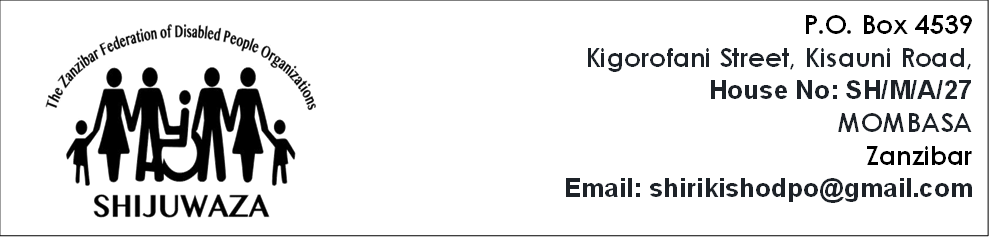 The Zanzibar Federation of Disabled People Organizations
SHIJUWAZA
P.O. Box 4539
Kigorofani Street, Kisauni Road,
House No: SH/M/A/27
MOMBASA
Zanzibar
Email: shirikishodpo@gmail.com